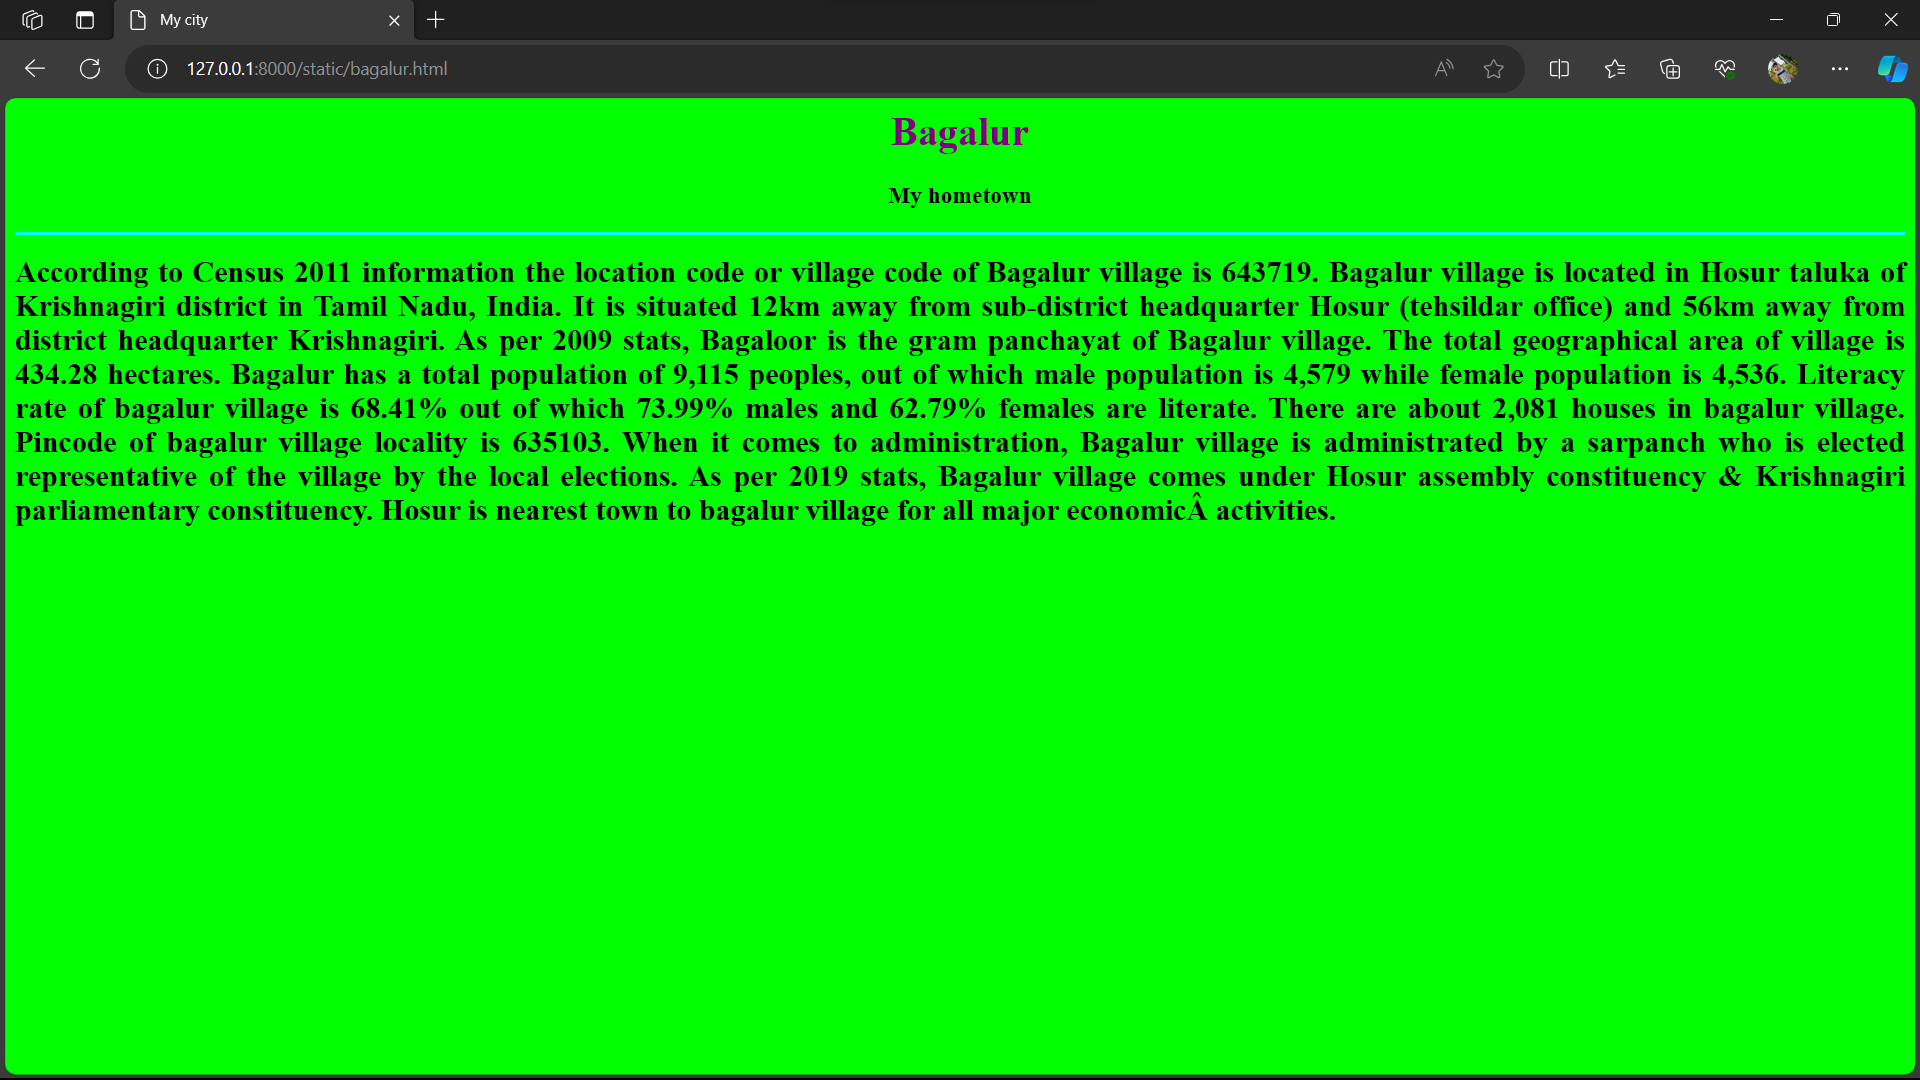 My city
127.0.0.1:8000/static/bagalur.html
Bagalur
My hometown
According to Census 2011 information the location code or village code of Bagalur village is 643719. Bagalur village is located in Hosur taluka of
Krishnagiri district in Tamil Nadu, India. It is situated 12km away from sub-district headquarter Hosur (tehsildar office) and 56km away from
district headquarter Krishnagiri. As per 2009 stats, Bagaloor is the gram panchayat of Bagalur village. The total geographical area of village is
434.28 hectares. Bagalur has a total population of 9,115 peoples, out of which male population is 4,579 while female population is 4,536. Literacy
rate of bagalur village is 68.41% out of which 73.99% males and 62.79% females are literate. There are about 2,081 houses in bagalur village.
Pincode of bagalur village locality is 635103. When it comes to administration, Bagalur village is administrated by a sarpanch who is elected
representative of the village by the local elections. As per 2019 stats, Bagalur village comes under Hosur assembly constituency & Krishnagiri
parliamentary constituency. Hosur is nearest town to bagalur village for all major economicÂ activities.